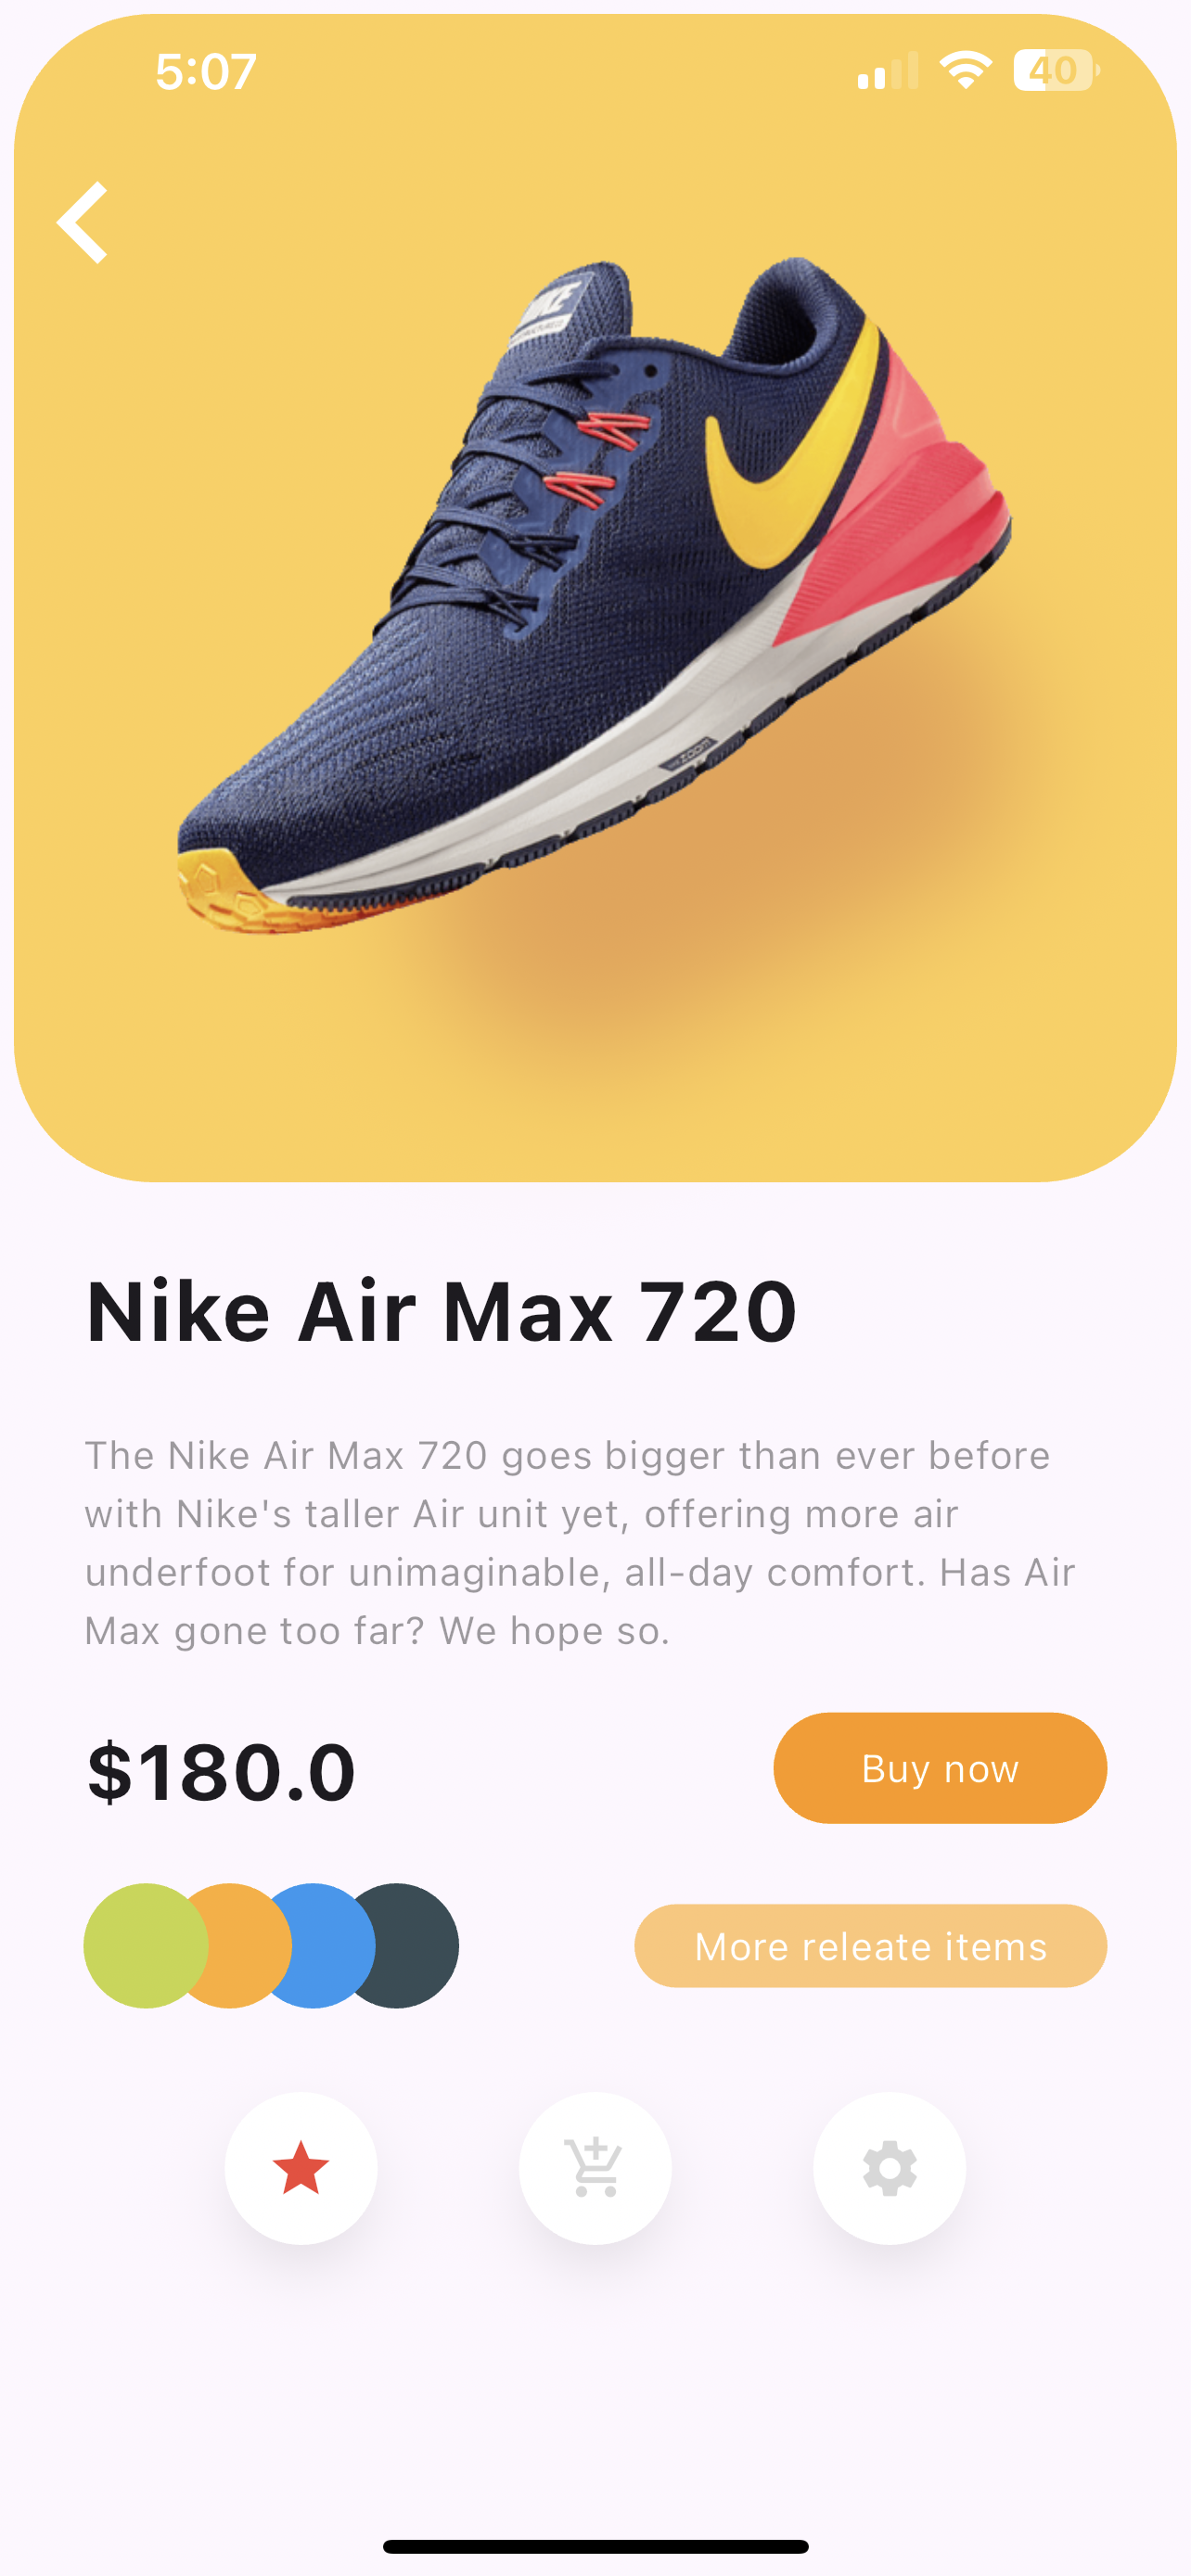 5:07
40
NIKE
ZOOM
Nike Air Max 720
The Nike Air Max 720 goes bigger than ever before
with Nike's taller Air unit yet, offering more air
underfoot for unimaginable, all-day comfort. Has Air
Max gone too far? We hope so.
$180.0
Buy now
More releate items